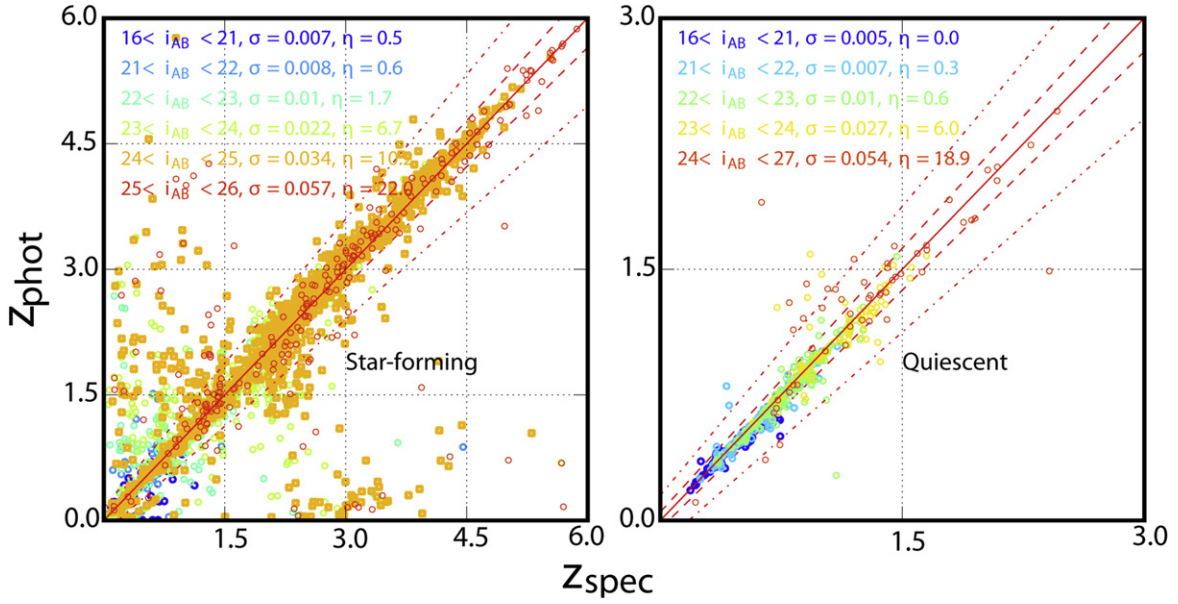 6.0
4.5
3.0
1.5
0.0
Zphot
16< iAB <21, σ = 0.007, η = 0.5
21< iAB <22, σ = 0.008, η = 0.6
22< iAB <23, σ = 0.01, η = 1.7
23< iAB <24, σ = 0.022, η = 6.7
24< iAB <25, σ = 0.034, η = 10
25< iAB <26, σ = 0.057, η = 22.0
Star-forming
1.5
3.0
4.5
6.0
3.0
1.5
0.0
16< iAB <21, σ = 0.005, η = 0.0
21< iAB <22, σ = 0.007, η = 0.3
22< iAB <23, σ = 0.01, η = 0.6
23< iAB <24, σ = 0.027, η = 6.0
24< iAB <27, σ = 0.054, η = 18.9
Quiescent
1.5
3.0
Zspec